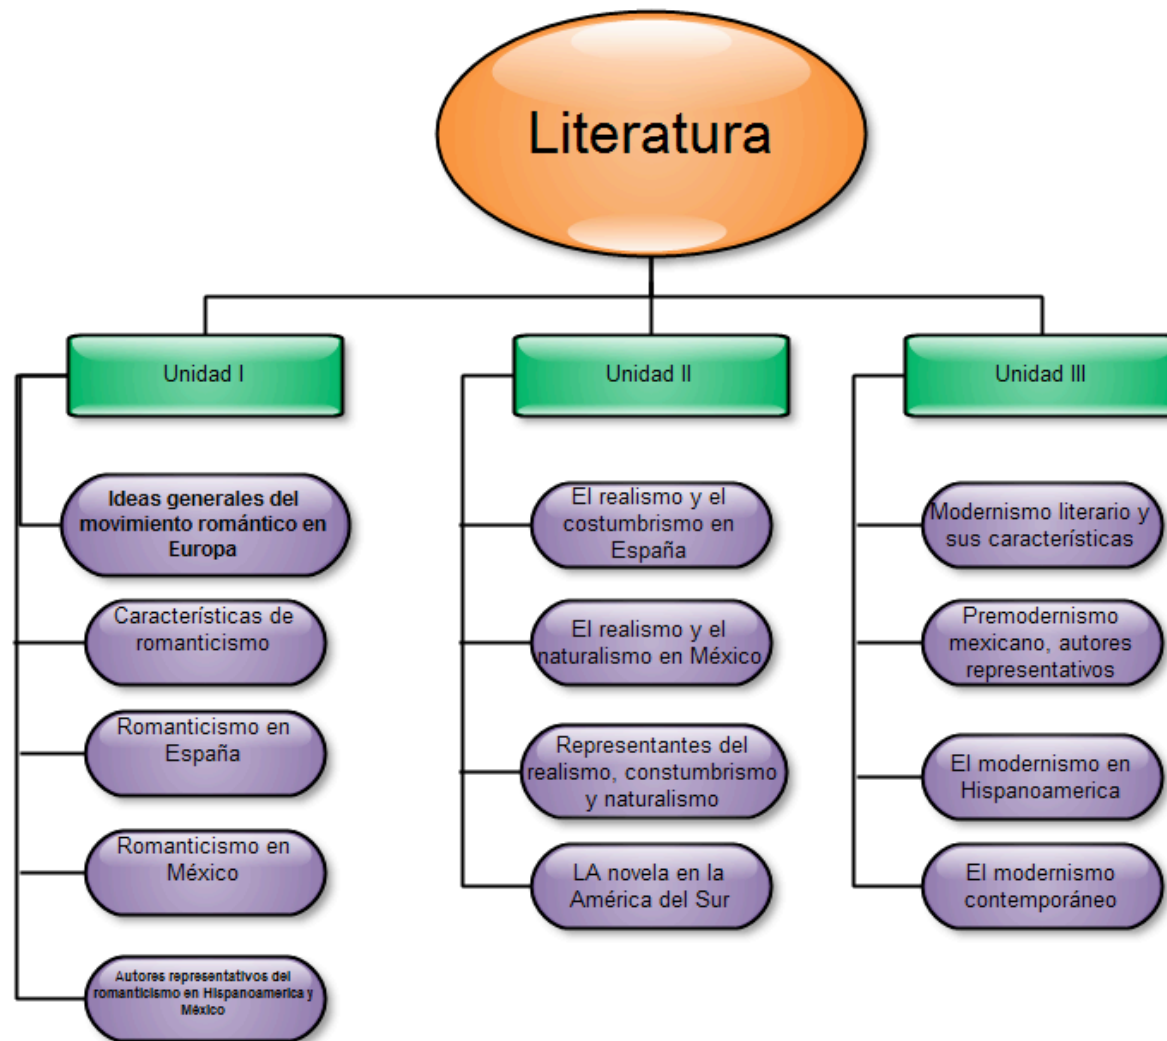 Literatura
Unidad I
Ideas generales del
movimiento romántico en
Europa
Características de
romanticismo
Romanticismo en
España
Romanticismo en
México
Autores representativos del
romanticismo en Hispanoamerica y
México
Unidad II
El realismo y el
costumbrismo en
España
El realismo y el
naturalismo en México
Representantes del
realismo, constumbrismo
y naturalismo
LA novela en la
América del Sur
Unidad III
Modernismo literario y
sus características
Premodernismo
mexicano, autores
representativos
El modernismo en
Hispanoamerica
El modernismo
contemporáneo